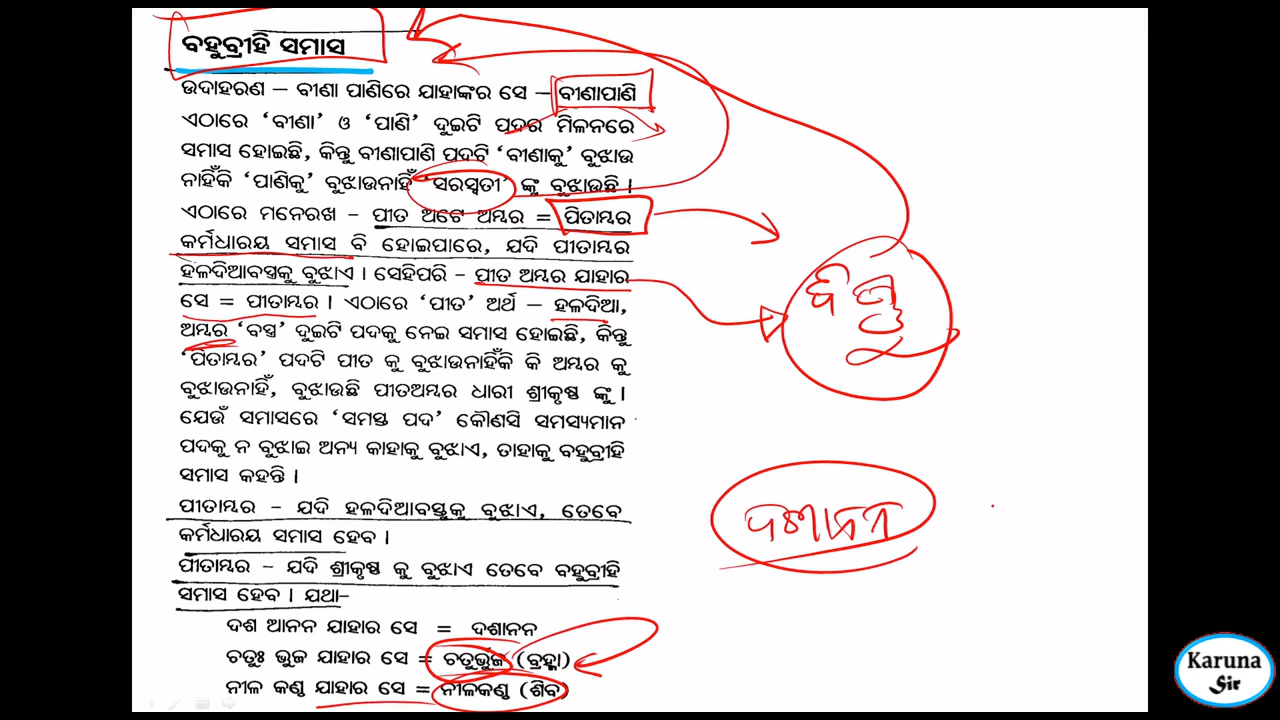 ବହୁବ୍ରୀହି ସମାସ
ଉଦାହରଣ – ବୀଣା ପାଣିରେ ଯାହାଙ୍କର ସେ – ବୀଣାପାଣି
ଏଠାରେ ‘ବୀଣା’ ଓ ‘ପାଣି’ ଦୁଇଟି ପଦର ମିଳନରେ
ସମାସ ହୋଇଛି, କିନ୍ତୁ ବୀଣାପାଣି ପଦଟି ‘ବୀଣାକୁ’ ବୁଝାଉ
ନାହିଁକି ‘ପାଣିକୁ’ ବୁଝାଉନାହିଁ ‘ସରସ୍ୱତୀ’ ଙ୍କୁ ବୁଝାଉଛି ।
ଏଠାରେ ମନେରଖ – ପୀତ ଅଟେ ଅମ୍ବର = ପିତାମ୍ବର
କର୍ମଧାରୟ ସମାସ ବି ହୋଇପାରେ, ଯଦି ପୀତାମ୍ବର
ହଳଦିଆବସ୍ତ୍ରକୁ ବୁଝାଏ । ସେହିପରି – ପୀତ ଅମ୍ବର ଯାହାର
ସେ = ପୀତାମ୍ବର । ଏଠାରେ ‘ପୀତ’ ଅର୍ଥ – ହଳଦିଆ,
ଅମ୍ବର ‘ବସ୍ତ୍ର’ ଦୁଇଟି ପଦକୁ ନେଇ ସମାସ ହୋଇଛି, କିନ୍ତୁ
‘ପିତାମ୍ବର’ ପଦଟି ପୀତ କୁ ବୁଝାଉନାହିଁକି କି ଅମ୍ବର କୁ
ବୁଝାଉନାହିଁ, ବୁଝାଉଛି ପୀତଅମ୍ବର ଧାରୀ ଶ୍ରୀକୃଷ୍ଣ ଙ୍କୁ ।
ଯେଉଁ ସମାସରେ ‘ସମସ୍ତ ପଦ’ କୌଣସି ସମସ୍ୟମାନ
ପଦକୁ ନ ବୁଝାଇ ଅନ୍ୟ କାହାକୁ ବୁଝାଏ, ତାହାକୁ ବହୁବ୍ରୀହି
ସମାସ କହନ୍ତି ।
ପୀତାମ୍ବର – ଯଦି ହଳଦିଆବସ୍ତ୍ରକୁ ବୁଝାଏ, ତେବେ
କର୍ମଧାରୟ ସମାସ ହେବ ।
ପୀତାମ୍ବର – ଯଦି ଶ୍ରୀକୃଷ୍ଣ କୁ ବୁଝାଏ ତେବେ ବହୁବ୍ରୀହି
ସମାସ ହେବ । ଯଥା–
ଦଶ ଆନନ ଯାହାର ସେ = ଦଶାନନ
ଚତୁଃ ଭୁଜ ଯାହାର ସେ = ଚତୁର୍ଭୁଜ (ବ୍ରହ୍ମା)
ନୀଳ କଣ୍ଠ ଯାହାର ସେ = ନୀଳକଣ୍ଠ (ଶିବ)
ବିଷ୍ଣୁ
ଦଶାନନ
Karuna
Sir